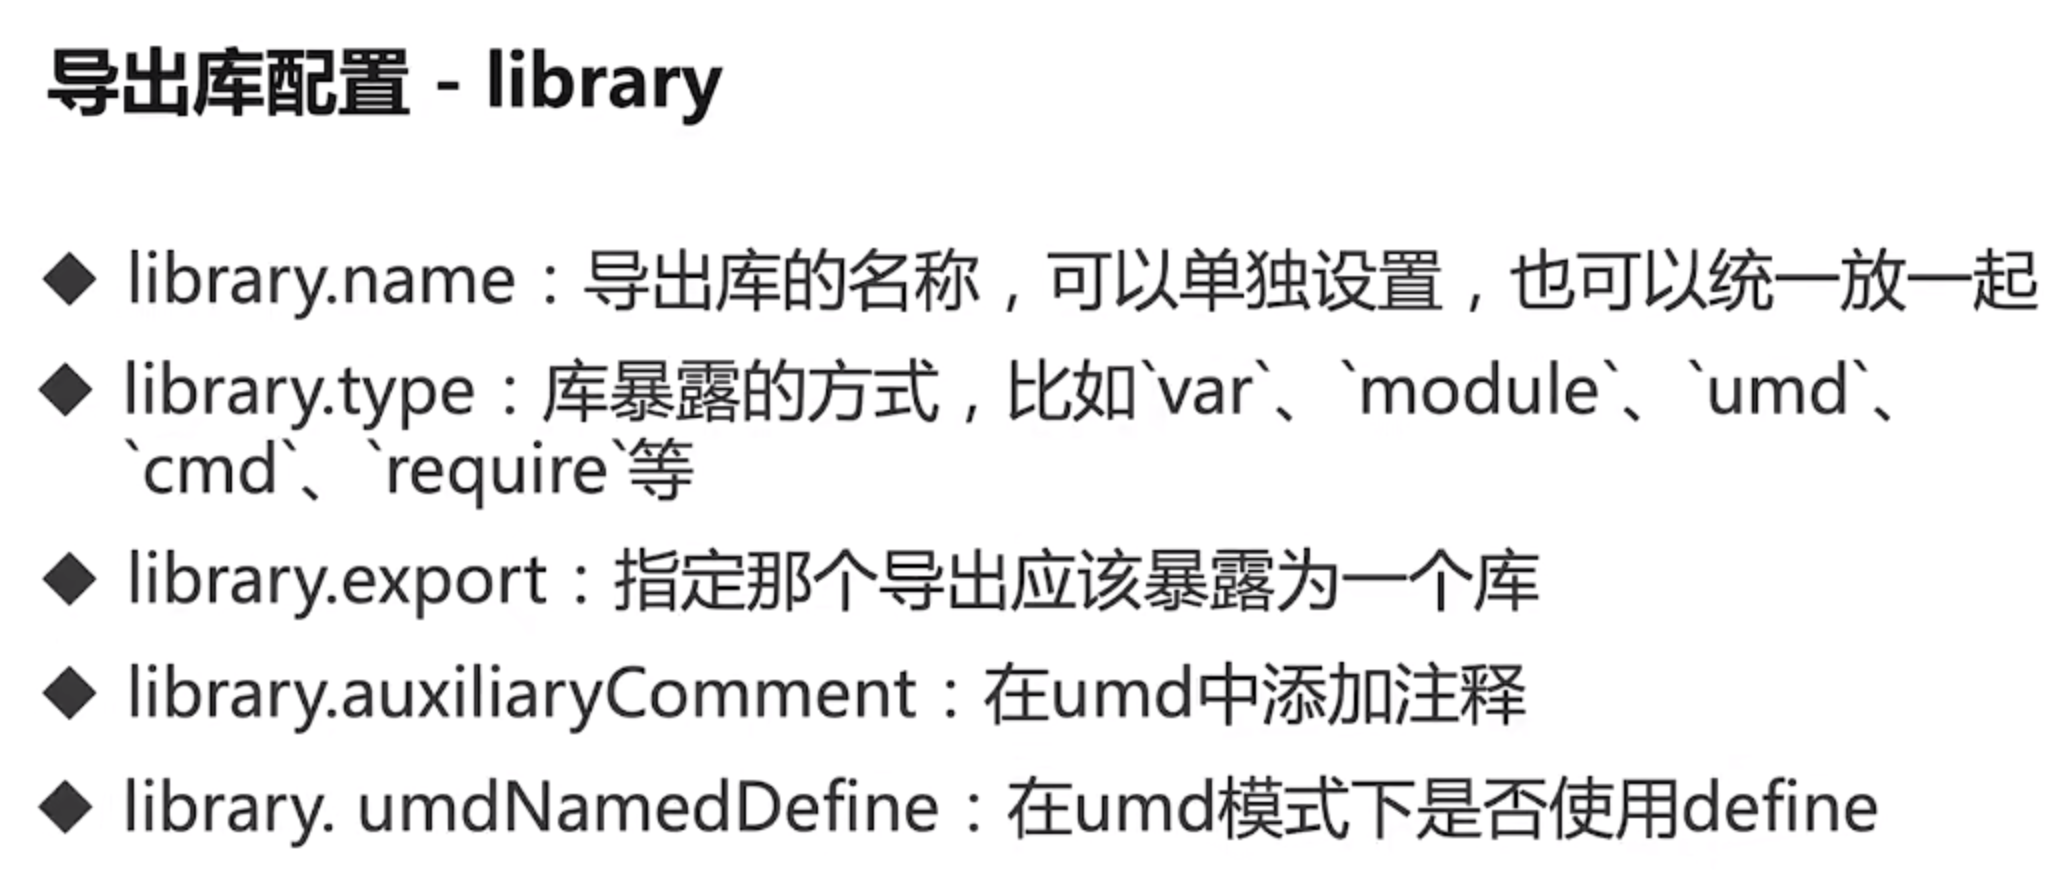 导出库配置 - library
◆ library.name：导出库的名称，可以单独设置，也可以统一放一起
◆ library.type：库暴露的方式，比如`var`、`module`、`umd`、
`cmd`、`require`等
◆ library.export：指定那个导出应该暴露为一个库
◆ library.auxiliaryComment：在umd中添加注释
◆ library. umdNamedDefine：在umd模式下是否使用define